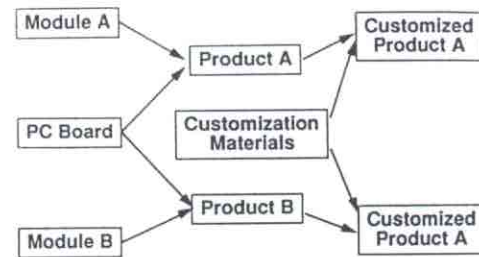 Module A
PC Board
Module B
Product A
Customization
Materials
Product B
Customized
Product A
Customized
Product A